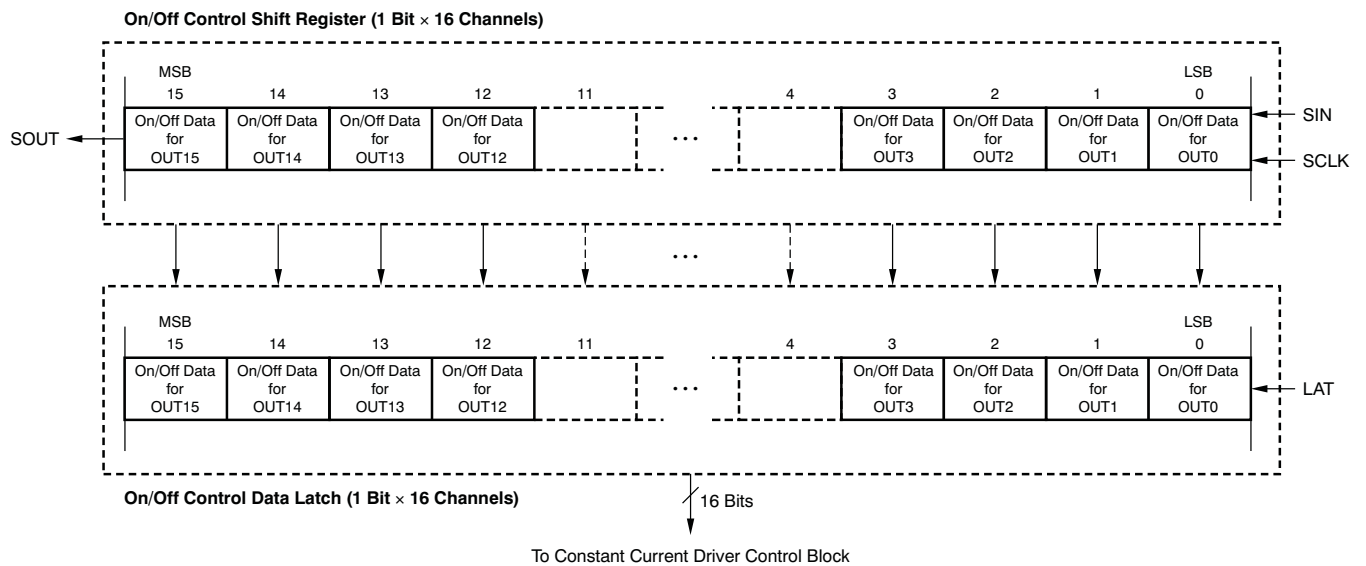 On/Off Control Shift Register (1 Bit × 16 Channels)
MSB LSB
15 14 13 12 11 4 3 2 1 0
On/Off Data for OUT15
On/Off Data for OUT14
On/Off Data for OUT13
On/Off Data for OUT12
...
On/Off Data for OUT3
On/Off Data for OUT2
On/Off Data for OUT1
On/Off Data for OUT0
SOUT
SIN
SCLK
...
MSB LSB
15 14 13 12 11 4 3 2 1 0
On/Off Data for OUT15
On/Off Data for OUT14
On/Off Data for OUT13
On/Off Data for OUT12
...
On/Off Data for OUT3
On/Off Data for OUT2
On/Off Data for OUT1
On/Off Data for OUT0
LAT
On/Off Control Data Latch (1 Bit × 16 Channels)
16 Bits
To Constant Current Driver Control Block